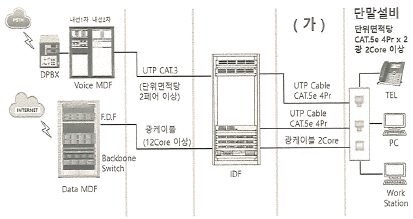 PSTN
내선1차 내선2차
DPBX
Voice MDF
INTERNET
F.D.F
Backbone
Switch
Data MDF
UTP CAT.3
(단위면적당
2페어 이상)
광케이블
(12Core 이상)
IDF
( 가 )
UTP Cable
CAT.5e 4Pr
UTP Cable
CAT.5e 4Pr
광케이블 2Core
단말설비
단위면적당
CAT.5e 4Pr x 2
광 2Core 이상
TEL
PC
Work
Station